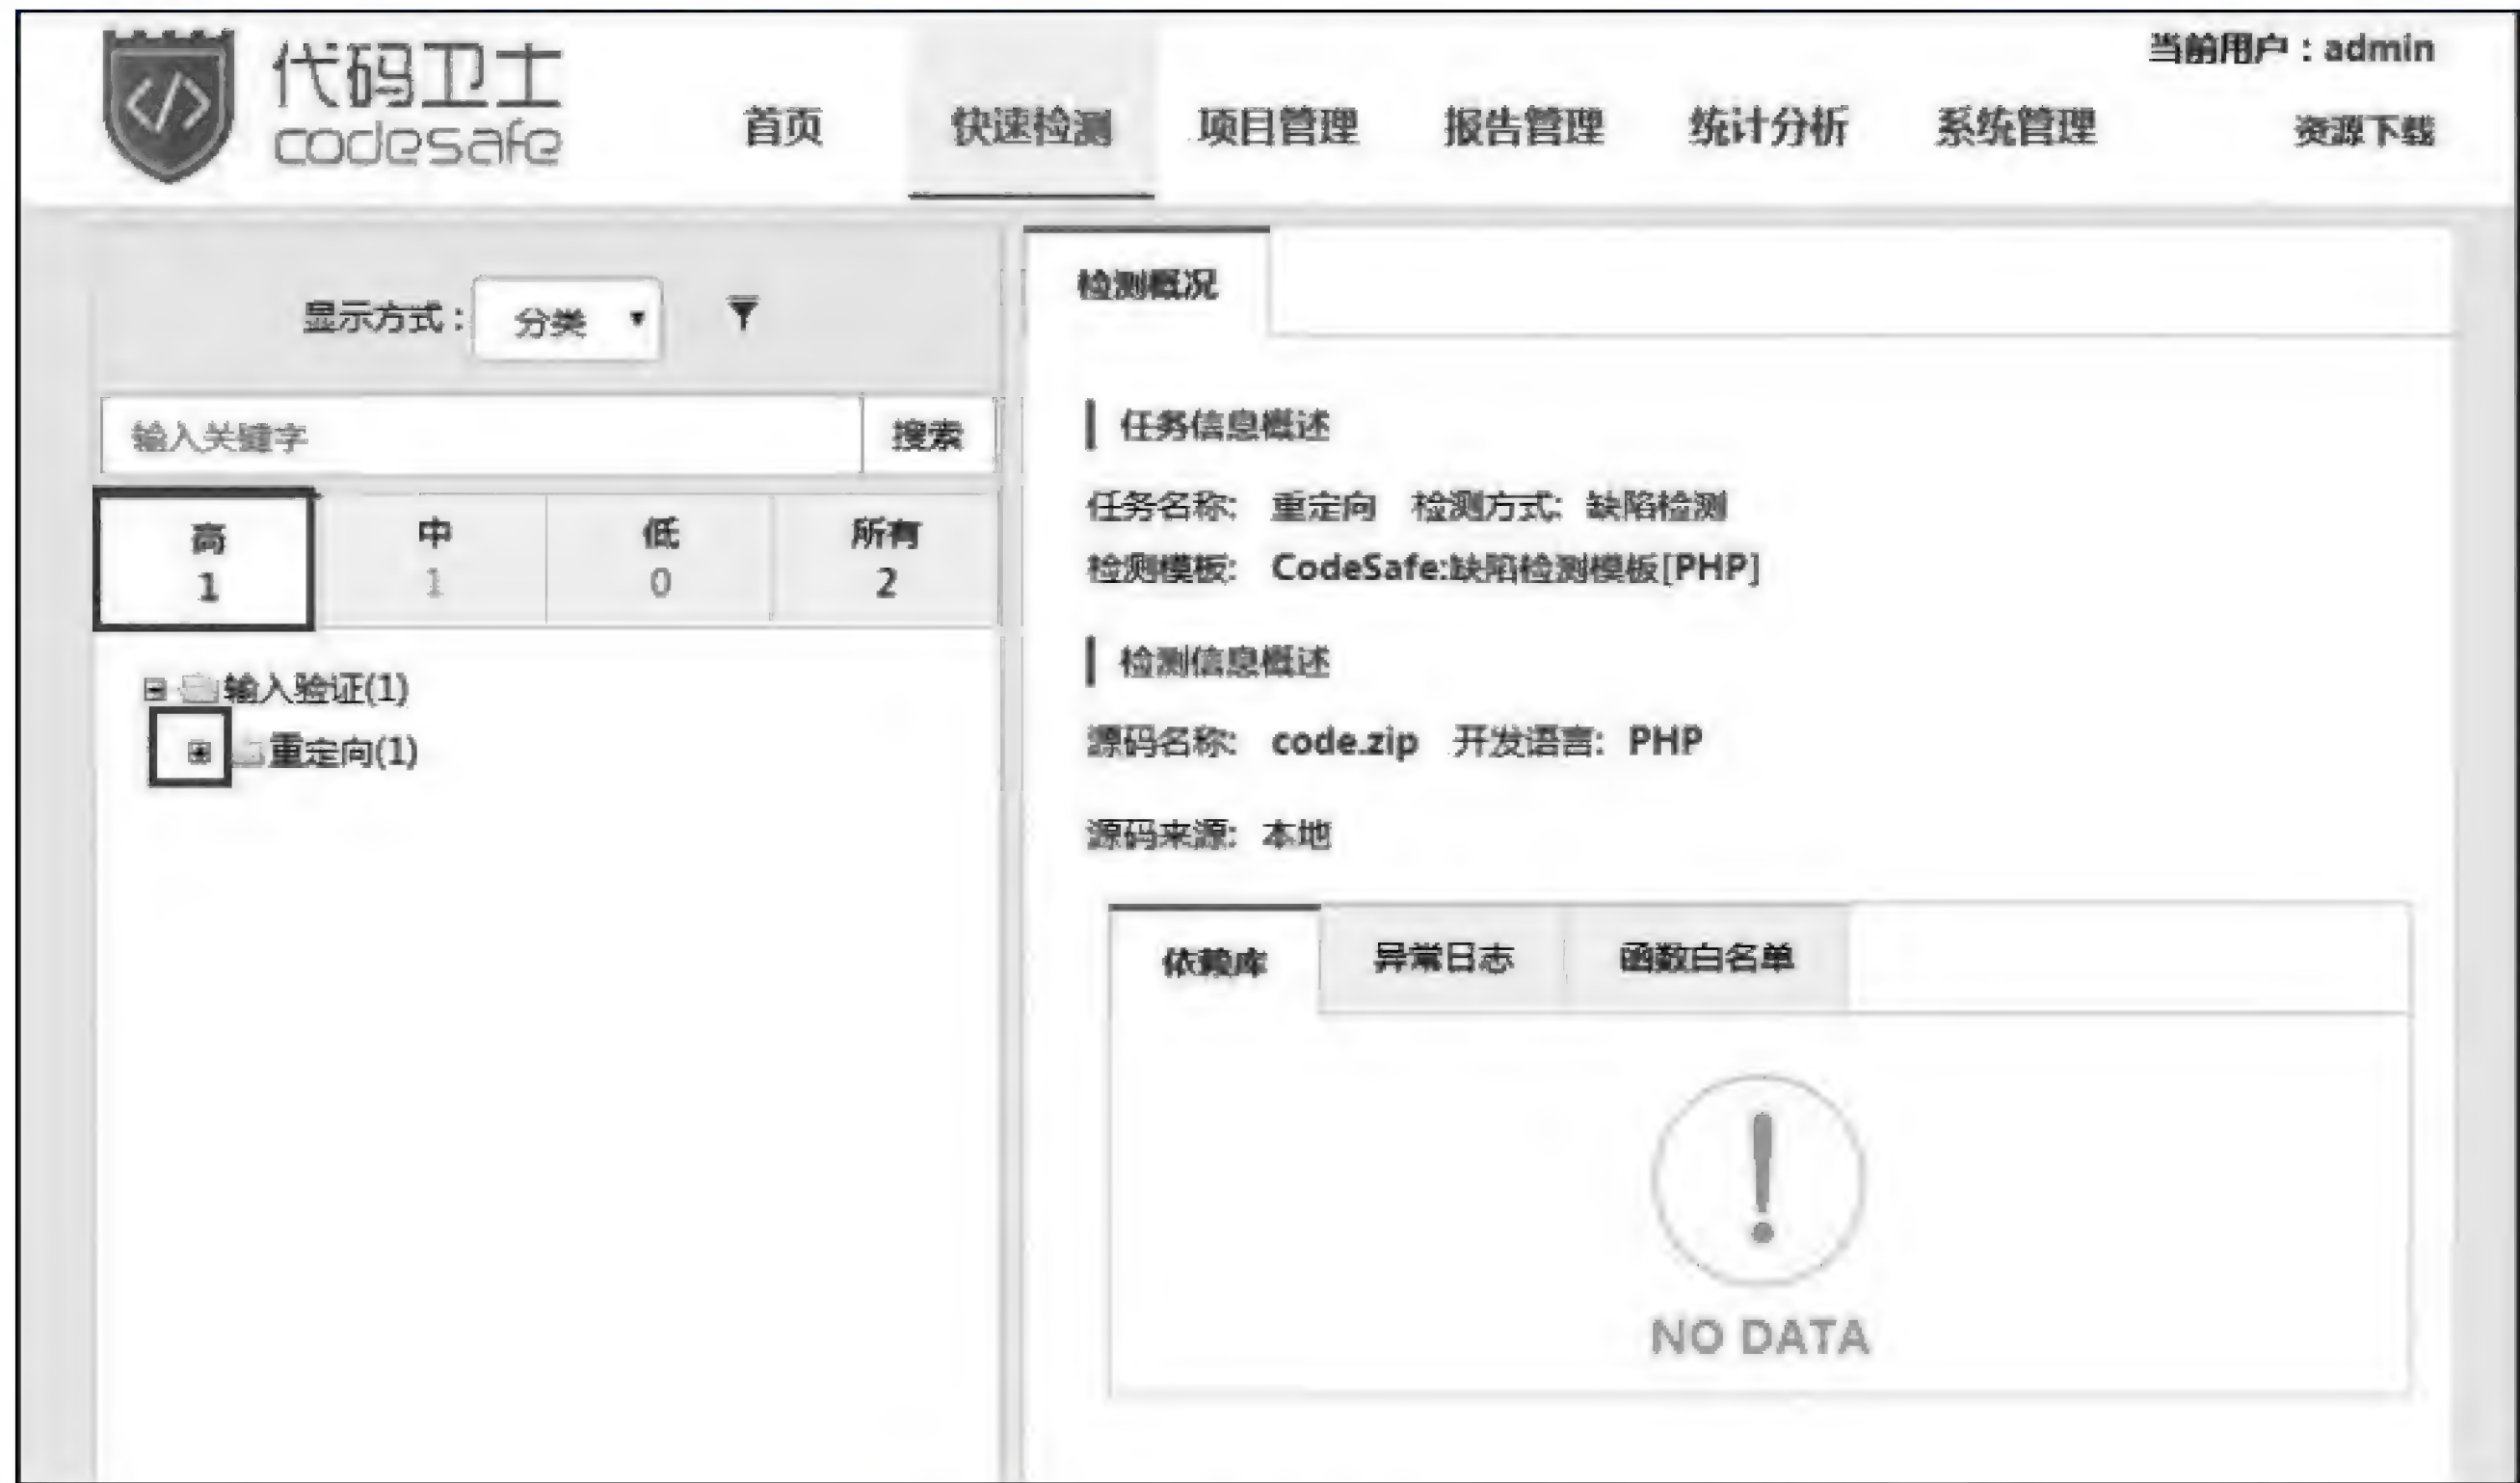 代码卫士
codesafe
当前用户：admin
首页 快速检测 项目管理 报告管理 统计分析 系统管理 资源下载
显示方式： 分类
输入关键字 搜索
高 中 低 所有
1 1 0 2
输入验证(1)
重定向(1)
检测概况
任务信息概述
任务名称: 重定向 检测方式: 缺陷检测
检测模板: CodeSafe:缺陷检测模板[PHP]
检测信息概述
源码名称: code.zip 开发语言: PHP
源码来源: 本地
依赖库 异常日志 函数白名单
NO DATA